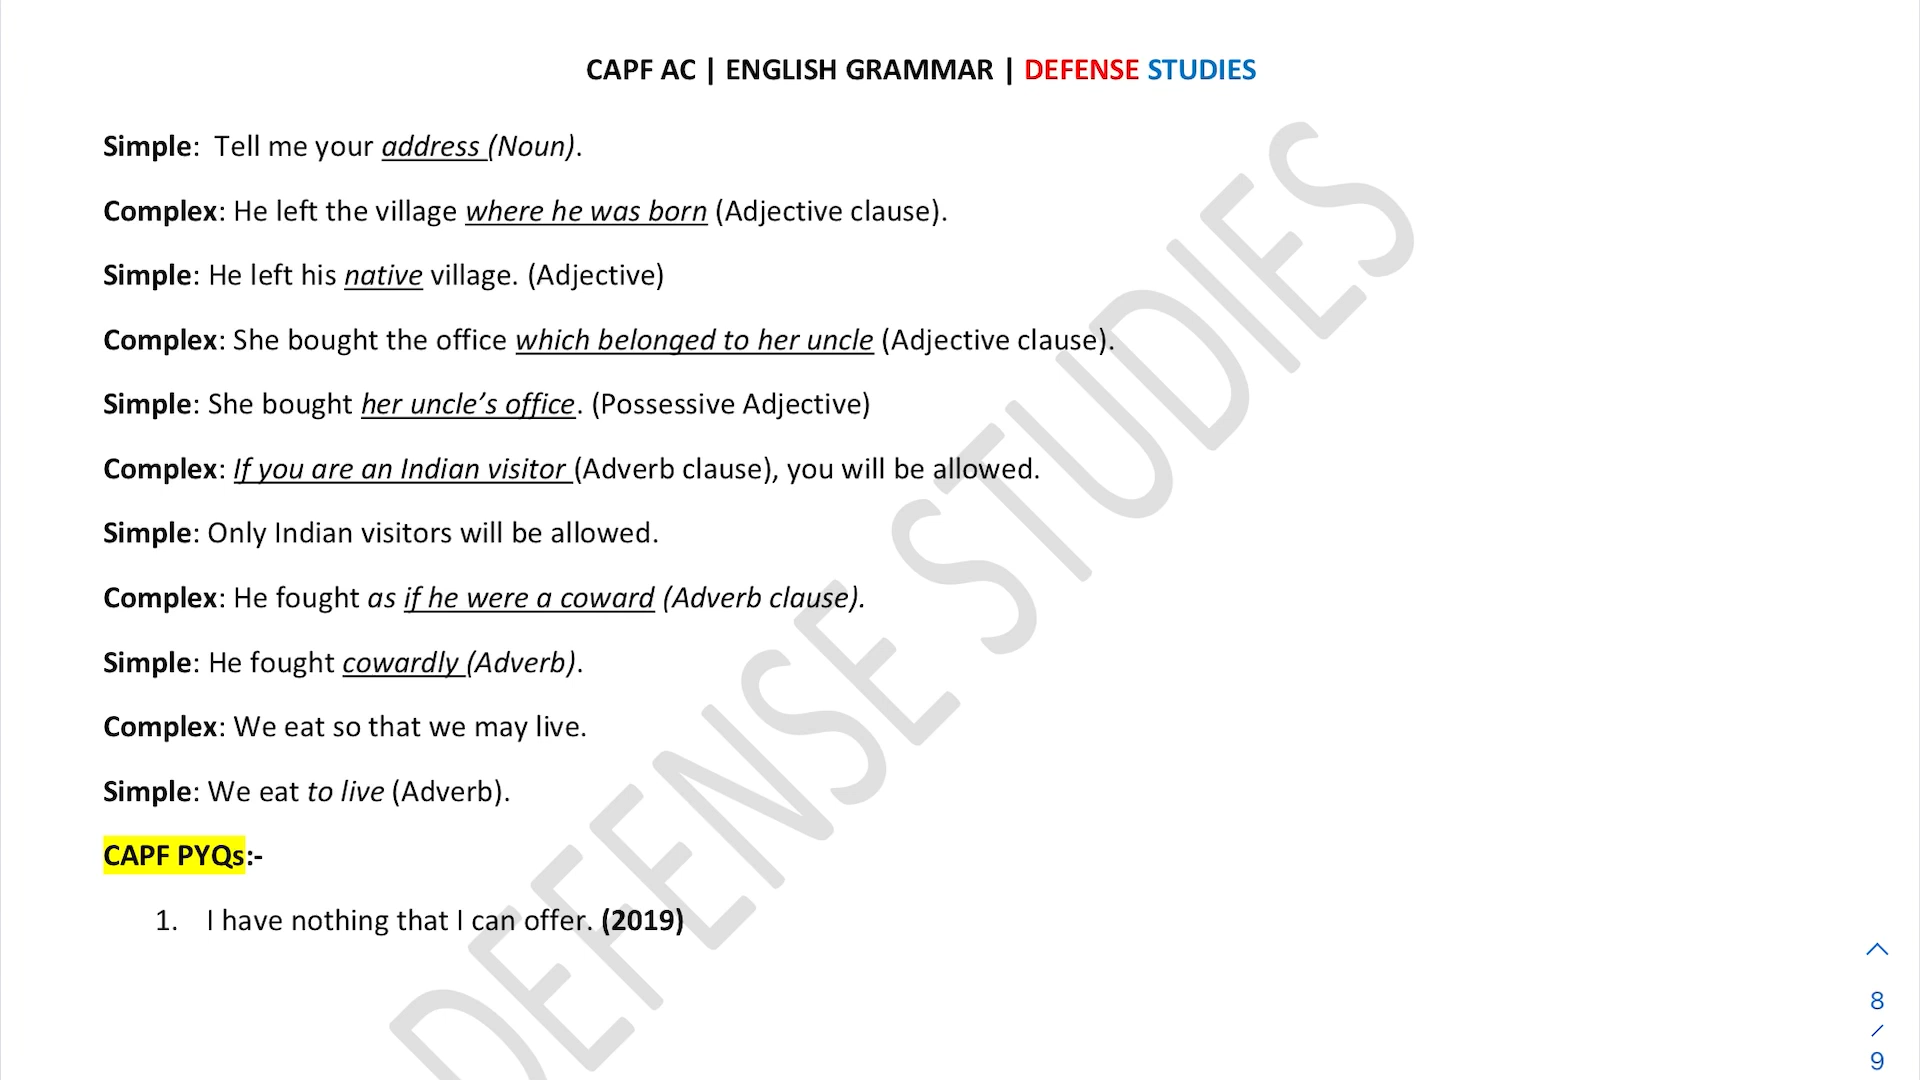 CAPF AC | ENGLISH GRAMMAR | DEFENSE STUDIES
Simple: Tell me your address (Noun).
Complex: He left the village where he was born (Adjective clause).
Simple: He left his native village. (Adjective)
Complex: She bought the office which belonged to her uncle (Adjective clause).
Simple: She bought her uncle’s office. (Possessive Adjective)
Complex: If you are an Indian visitor (Adverb clause), you will be allowed.
Simple: Only Indian visitors will be allowed.
Complex: He fought as if he were a coward (Adverb clause).
Simple: He fought cowardly (Adverb).
Complex: We eat so that we may live.
Simple: We eat to live (Adverb).
CAPF PYQs:-
1. I have nothing that I can offer. (2019)
DEFENSE STUDIES
8
/
9